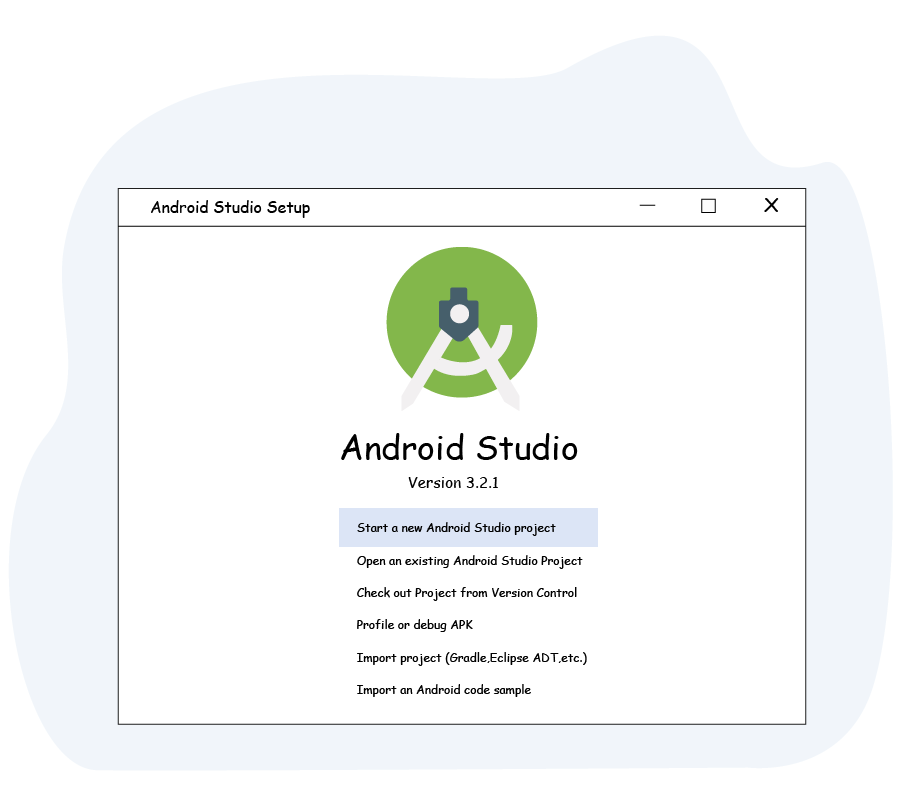 Android Studio Setup
Android Studio
Version 3.2.1
Start a new Android Studio project
Open an existing Android Studio Project
Check out Project from Version Control
Profile or debug APK
Import project (Gradle,Eclipse ADT,etc.)
Import an Android code sample